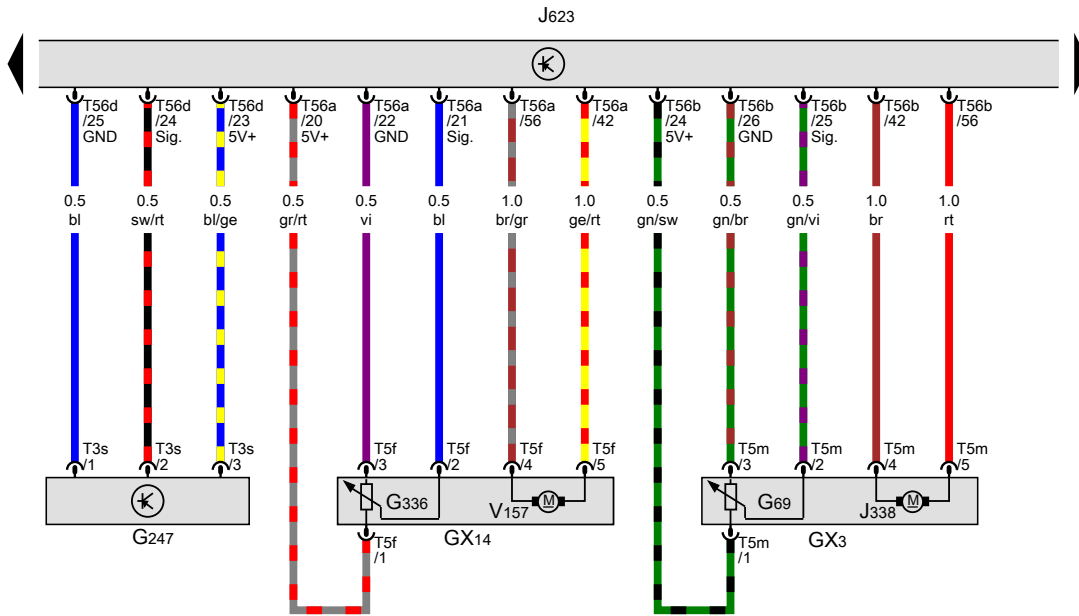 J623
T56d
/25
GND
T56d
/24
Sig.
T56d
/23
5V+
T56a
/20
5V+
T56a
/22
GND
T56a
/21
Sig.
T56a
/56
T56a
/42
T56b
/24
5V+
T56b
/26
GND
T56b
/25
Sig.
T56b
/42
T56b
/56
0.5
bl
0.5
sw/rt
0.5
bl/ge
0.5
gr/rt
0.5
vi
0.5
bl
1.0
br/gr
1.0
ge/rt
0.5
gn/sw
0.5
gn/br
0.5
gn/vi
1.0
br
1.0
rt
T3s
/1
T3s
/2
T3s
/3
T5f
/3
T5f
/2
T5f
/4
T5f
/5
T5m
/3
T5m
/2
T5m
/4
T5m
/5
G336
V157
M
G69
J338
M
G247
T5f
/1
GX14
T5m
/1
GX3